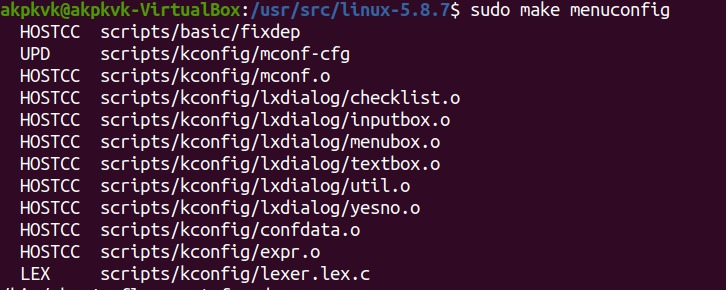 akpkvk@akpkvk-VirtualBox:/usr/src/linux-5.8.7$ sudo make menuconfig
HOSTCC scripts/basic/fixdep
UPD scripts/kconfig/mconf-cfg
HOSTCC scripts/kconfig/mconf.o
HOSTCC scripts/kconfig/lxdialog/checklist.o
HOSTCC scripts/kconfig/lxdialog/inputbox.o
HOSTCC scripts/kconfig/lxdialog/menubox.o
HOSTCC scripts/kconfig/lxdialog/textbox.o
HOSTCC scripts/kconfig/lxdialog/util.o
HOSTCC scripts/kconfig/lxdialog/yesno.o
HOSTCC scripts/kconfig/confdata.o
HOSTCC scripts/kconfig/expr.o
LEX scripts/kconfig/lexer.lex.c